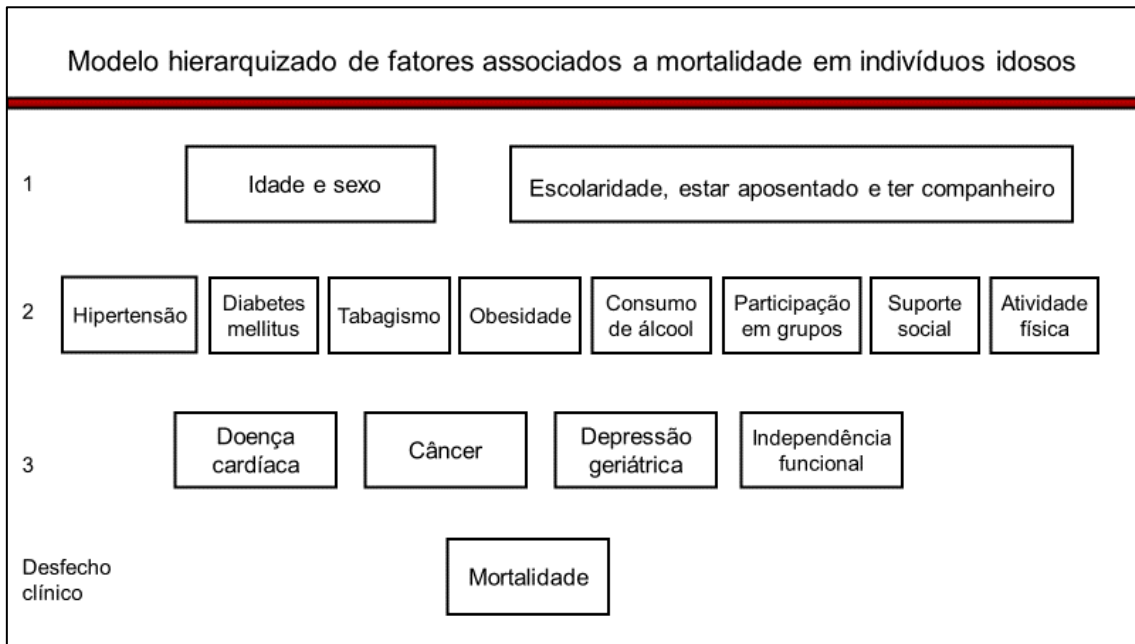 Modelo hierarquizado de fatores associados a mortalidade em indivíduos idosos
1
Idade e sexo
Escolaridade, estar aposentado e ter companheiro
2
Hipertensão
Diabetes
mellitus
Tabagismo
Obesidade
Consumo
de álcool
Participação
em grupos
Suporte
social
Atividade
física
3
Doença
cardíaca
Câncer
Depressão
geriátrica
Independência
funcional
Desfecho
clínico
Mortalidade